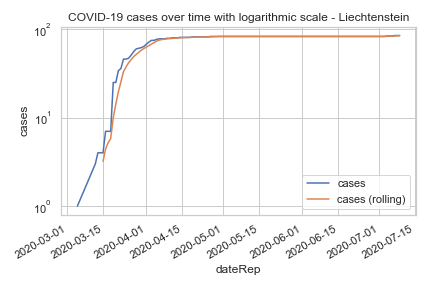 COVID-19 cases over time with logarithmic scale - Liechtenstein
10²
10¹
10⁰
cases
cases
cases (rolling)
2020-03-01
2020-03-15
2020-04-01
2020-04-15
2020-05-01
2020-05-15
2020-06-01
2020-06-15
2020-07-01
2020-07-15
dateRep